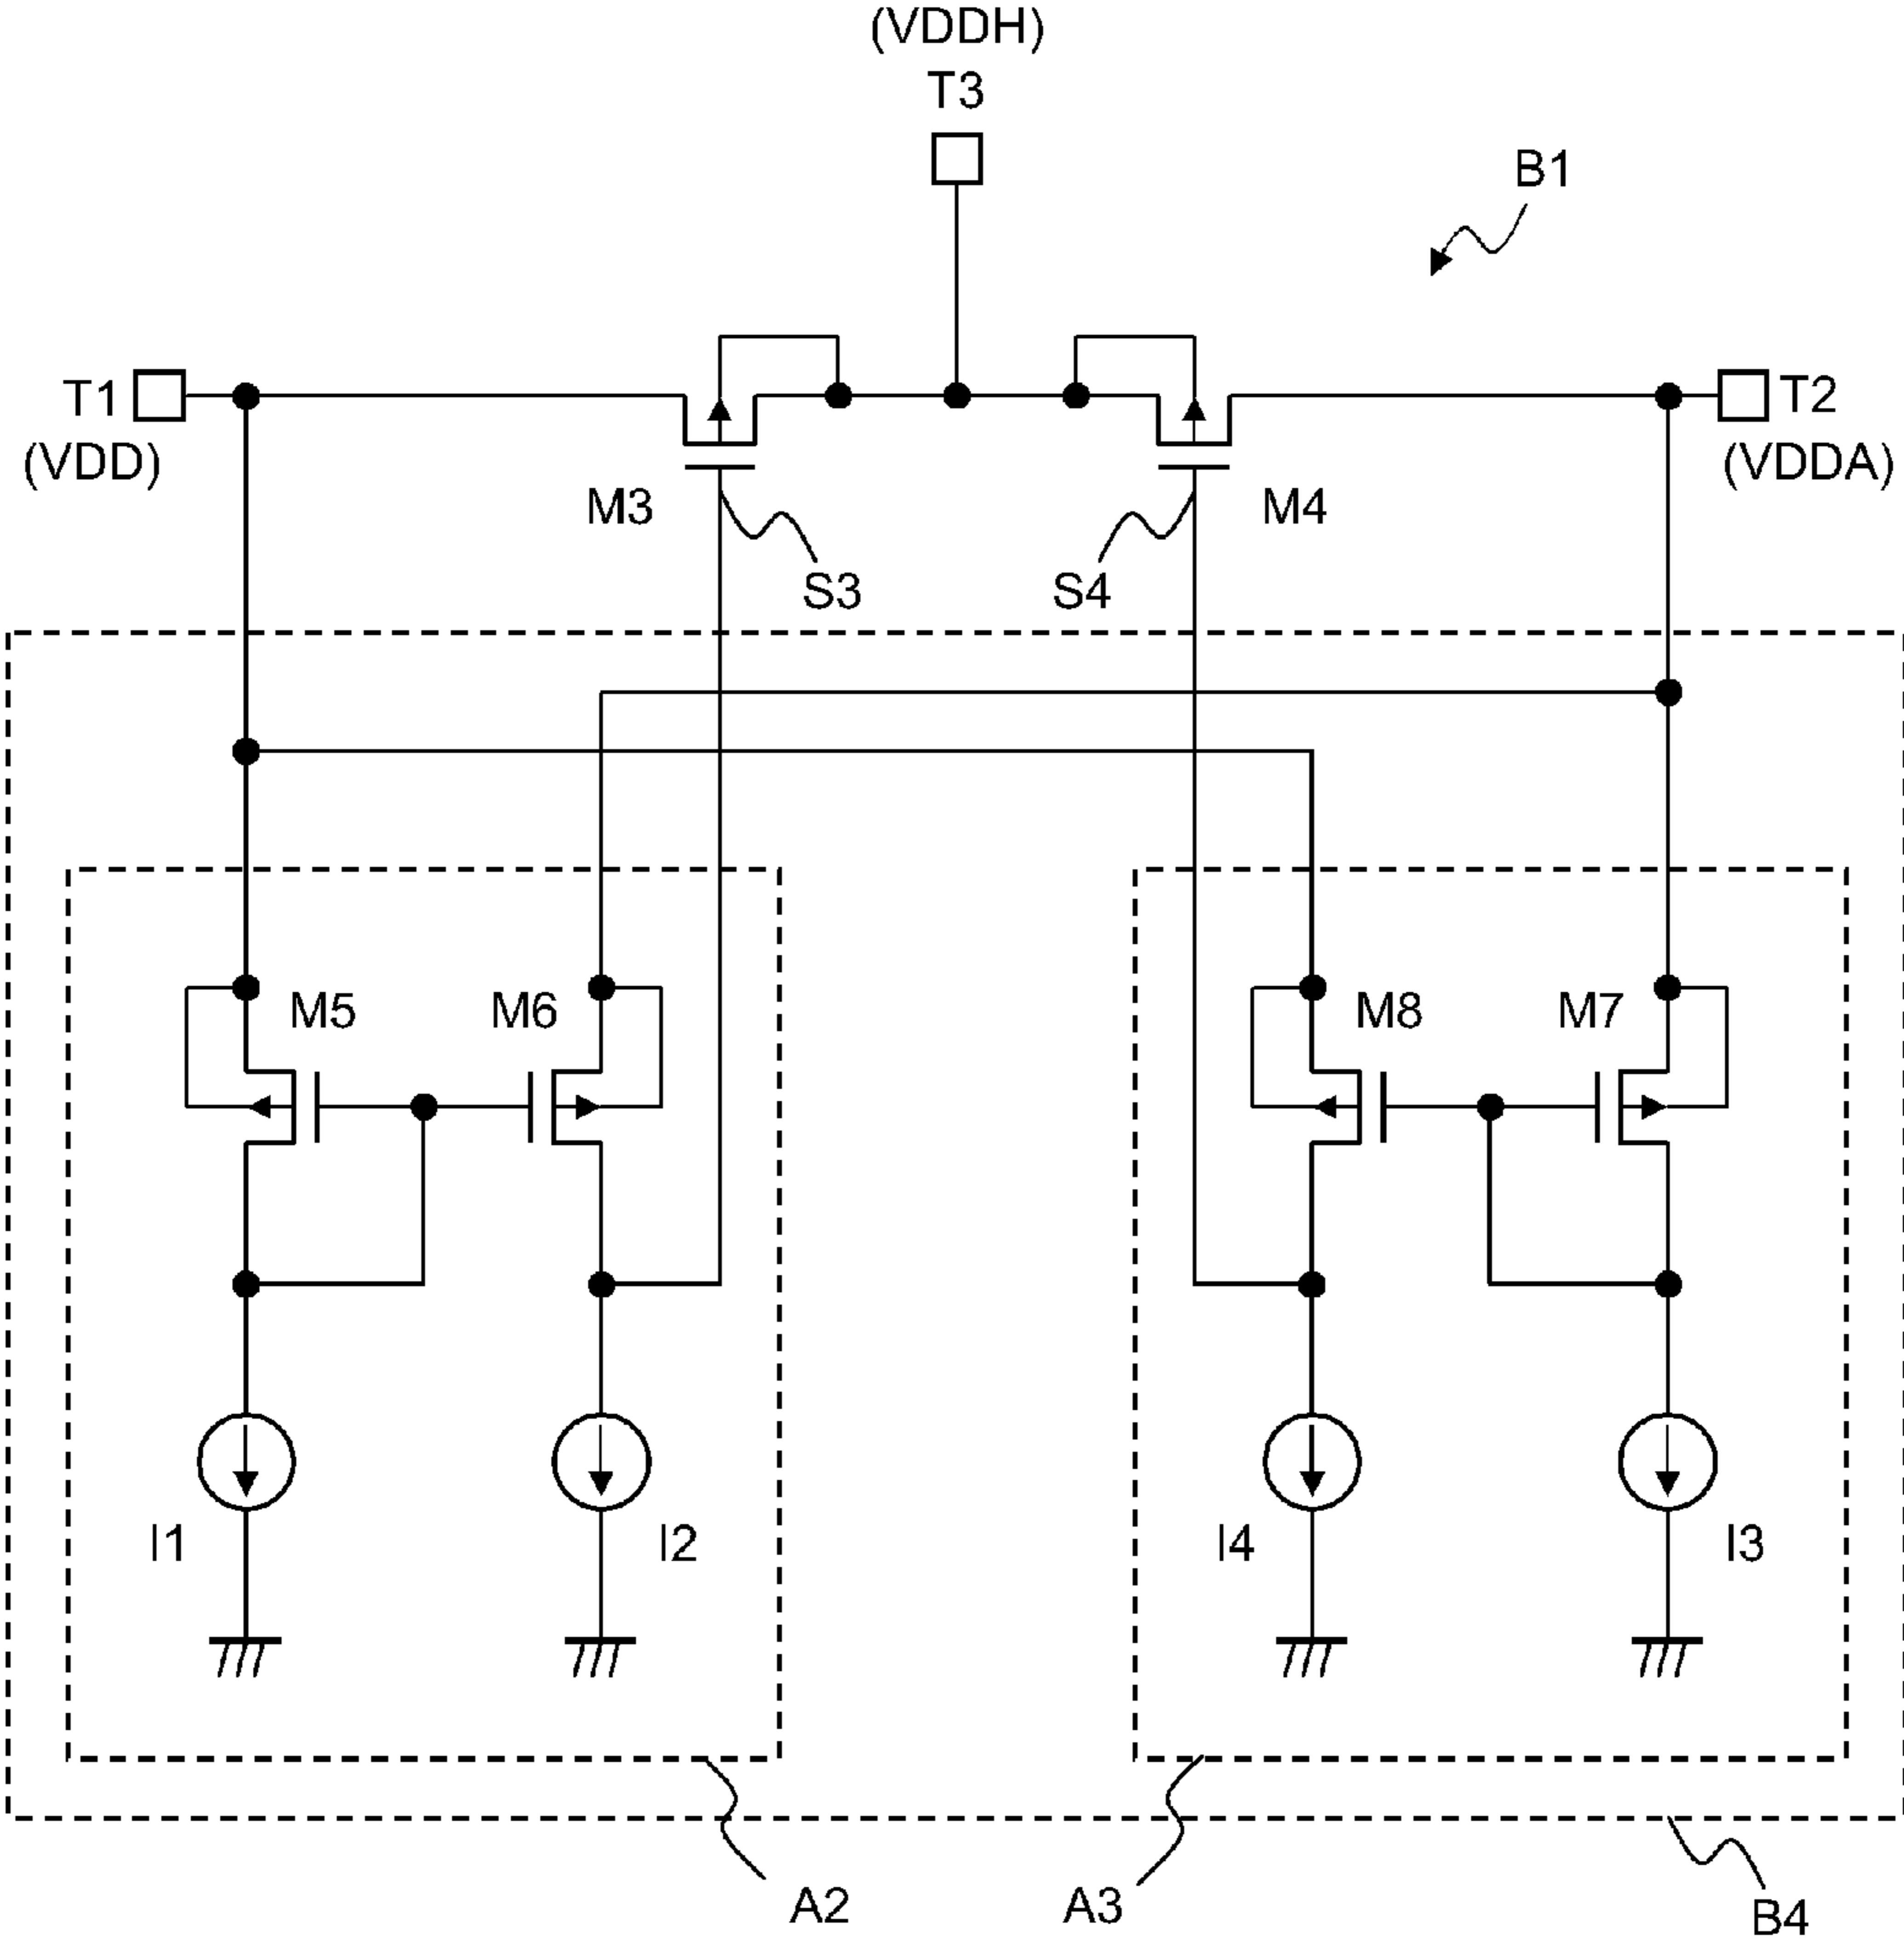 (VDDH)
T3
B1
T1
(VDD)
T2
(VDDA)
M3
M4
S3
S4
M5
M6
M8
M7
I1
I2
I4
I3
A2
A3
B4